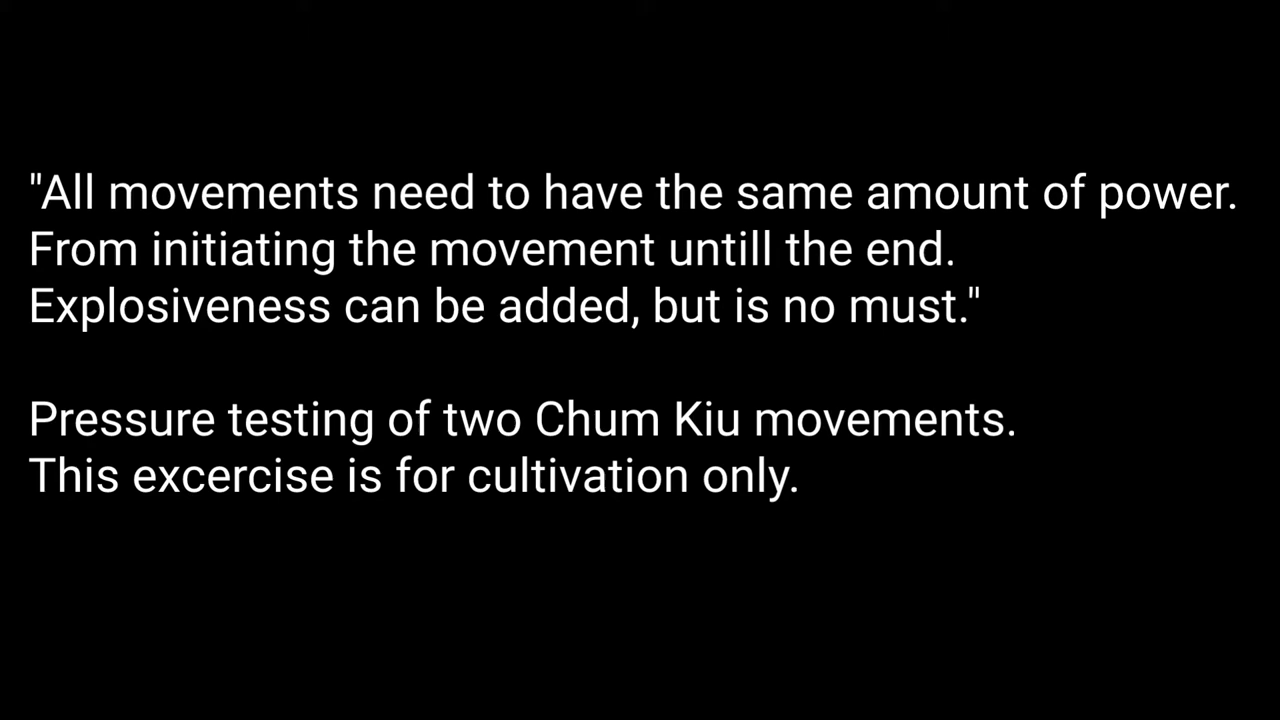 "All movements need to have the same amount of power.
From initiating the movement untill the end.
Explosiveness can be added, but is no must."
Pressure testing of two Chum Kiu movements.
This excercise is for cultivation only.